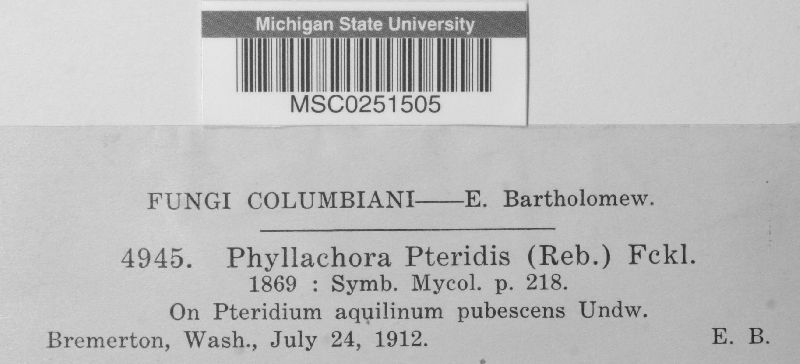 Michigan State University
MSC0251505
FUNGI COLUMBIANI——E. Bartholomew.
4945. Phyllachora Pteridis (Reb.) Fckl.
1869 : Symb. Mycol. p. 218.
On Pteridium aquilinum pubescens Undw.
Bremerton, Wash., July 24, 1912. E. B.